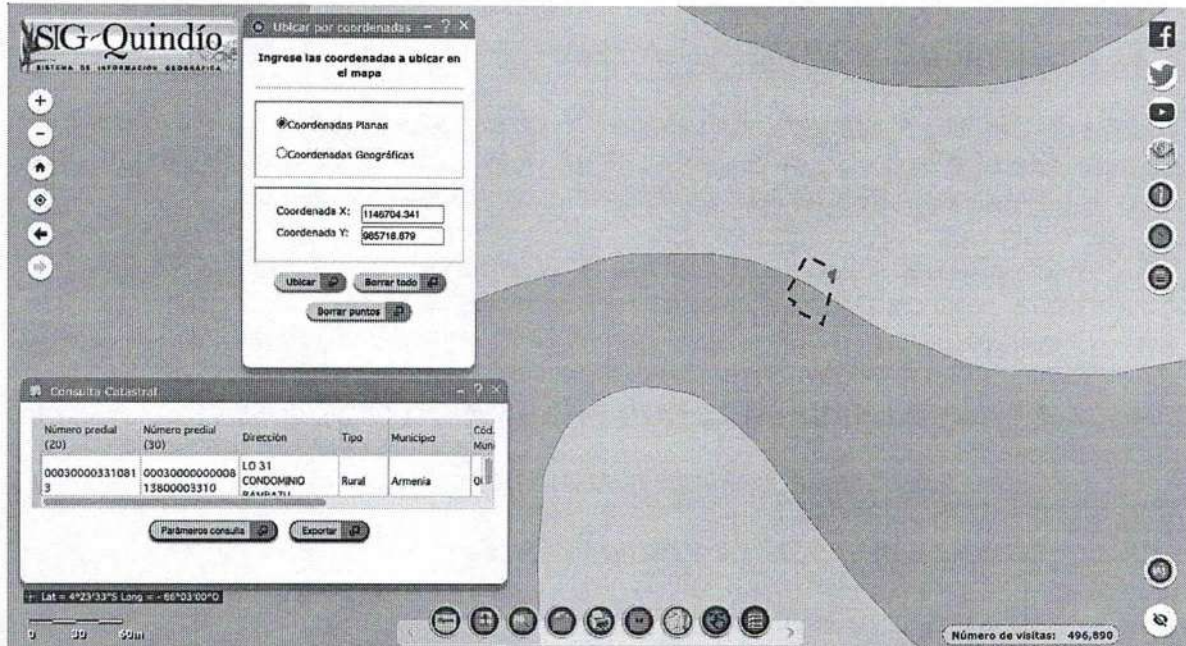 SIG-Quindío
SISTEMA DE INFORMACIÓN GEOGRÁFICA
Ubicar por coordenadas - ? ×
Ingrese las coordenadas a ubicar en
el mapa
Coordenadas Planas
Coordenadas Geográficas
Coordenada X: 1146704.341
Coordenada Y: 985718.879
Ubicar
Borrar todo
Borrar puntos
Consulta Catastral - ? ×
Número predial Número predial Dirección Tipo Municipio Cód.
(20) (30) Muni
00030000331081 00030000000008 LO 31 Rural Armenia
3 13800003310 CONDOMINIO
Parámeros consulta
Exportar
Lat = 4°23'33"S Long = - 66°03'00"O
0 30 60m
Número de visitas: 496,890